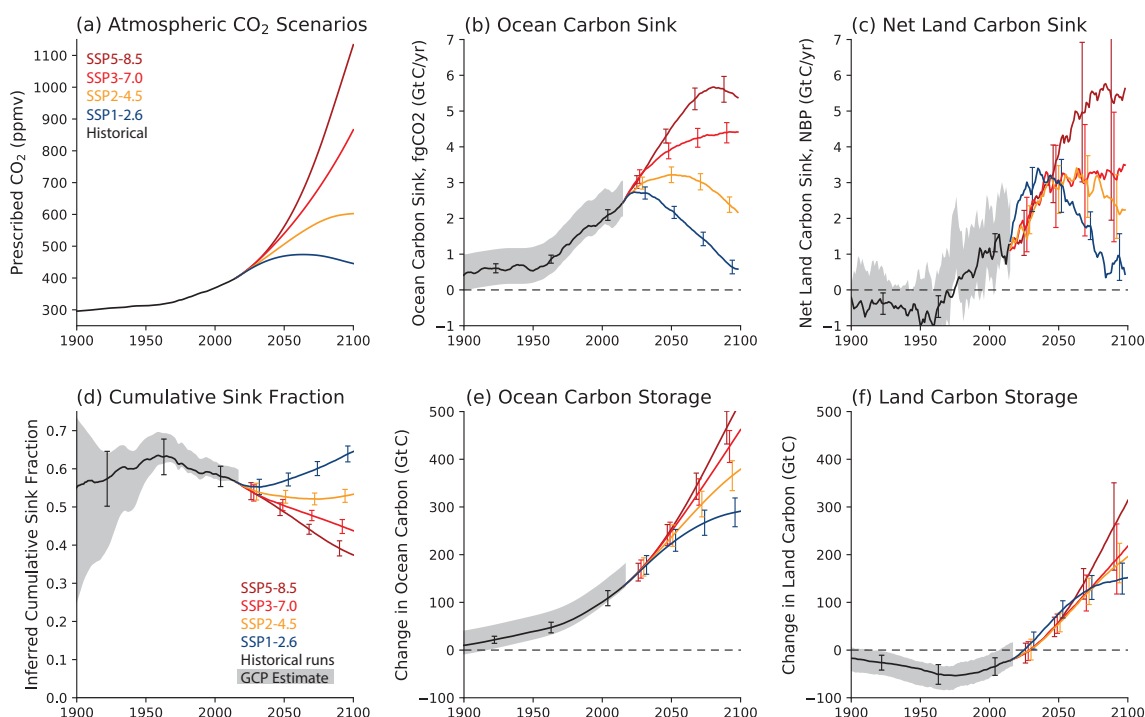 (a) Atmospheric CO₂ Scenarios
Prescribed CO₂ (ppmv)
1100
1000
900
800
700
600
500
400
300
SSP5-8.5
SSP3-7.0
SSP2-4.5
SSP1-2.6
Historical
1900 1950 2000 2050 2100
(b) Ocean Carbon Sink
Ocean Carbon Sink, fgCO2 (Gt C/yr)
7
6
5
4
3
2
1
0
−1
1900 1950 2000 2050 2100
(c) Net Land Carbon Sink
Net Land Carbon Sink, NBP (Gt C/yr)
7
6
5
4
3
2
1
0
−1
1900 1950 2000 2050 2100
(d) Cumulative Sink Fraction
Inferred Cumulative Sink Fraction
0.7
0.6
0.5
0.4
0.3
0.2
0.1
0.0
SSP5-8.5
SSP3-7.0
SSP2-4.5
SSP1-2.6
Historical runs
GCP Estimate
1900 1950 2000 2050 2100
(e) Ocean Carbon Storage
Change in Ocean Carbon (Gt C)
500
400
300
200
100
0
−100
1900 1950 2000 2050 2100
(f) Land Carbon Storage
Change in Land Carbon (Gt C)
500
400
300
200
100
0
−100
1900 1950 2000 2050 2100